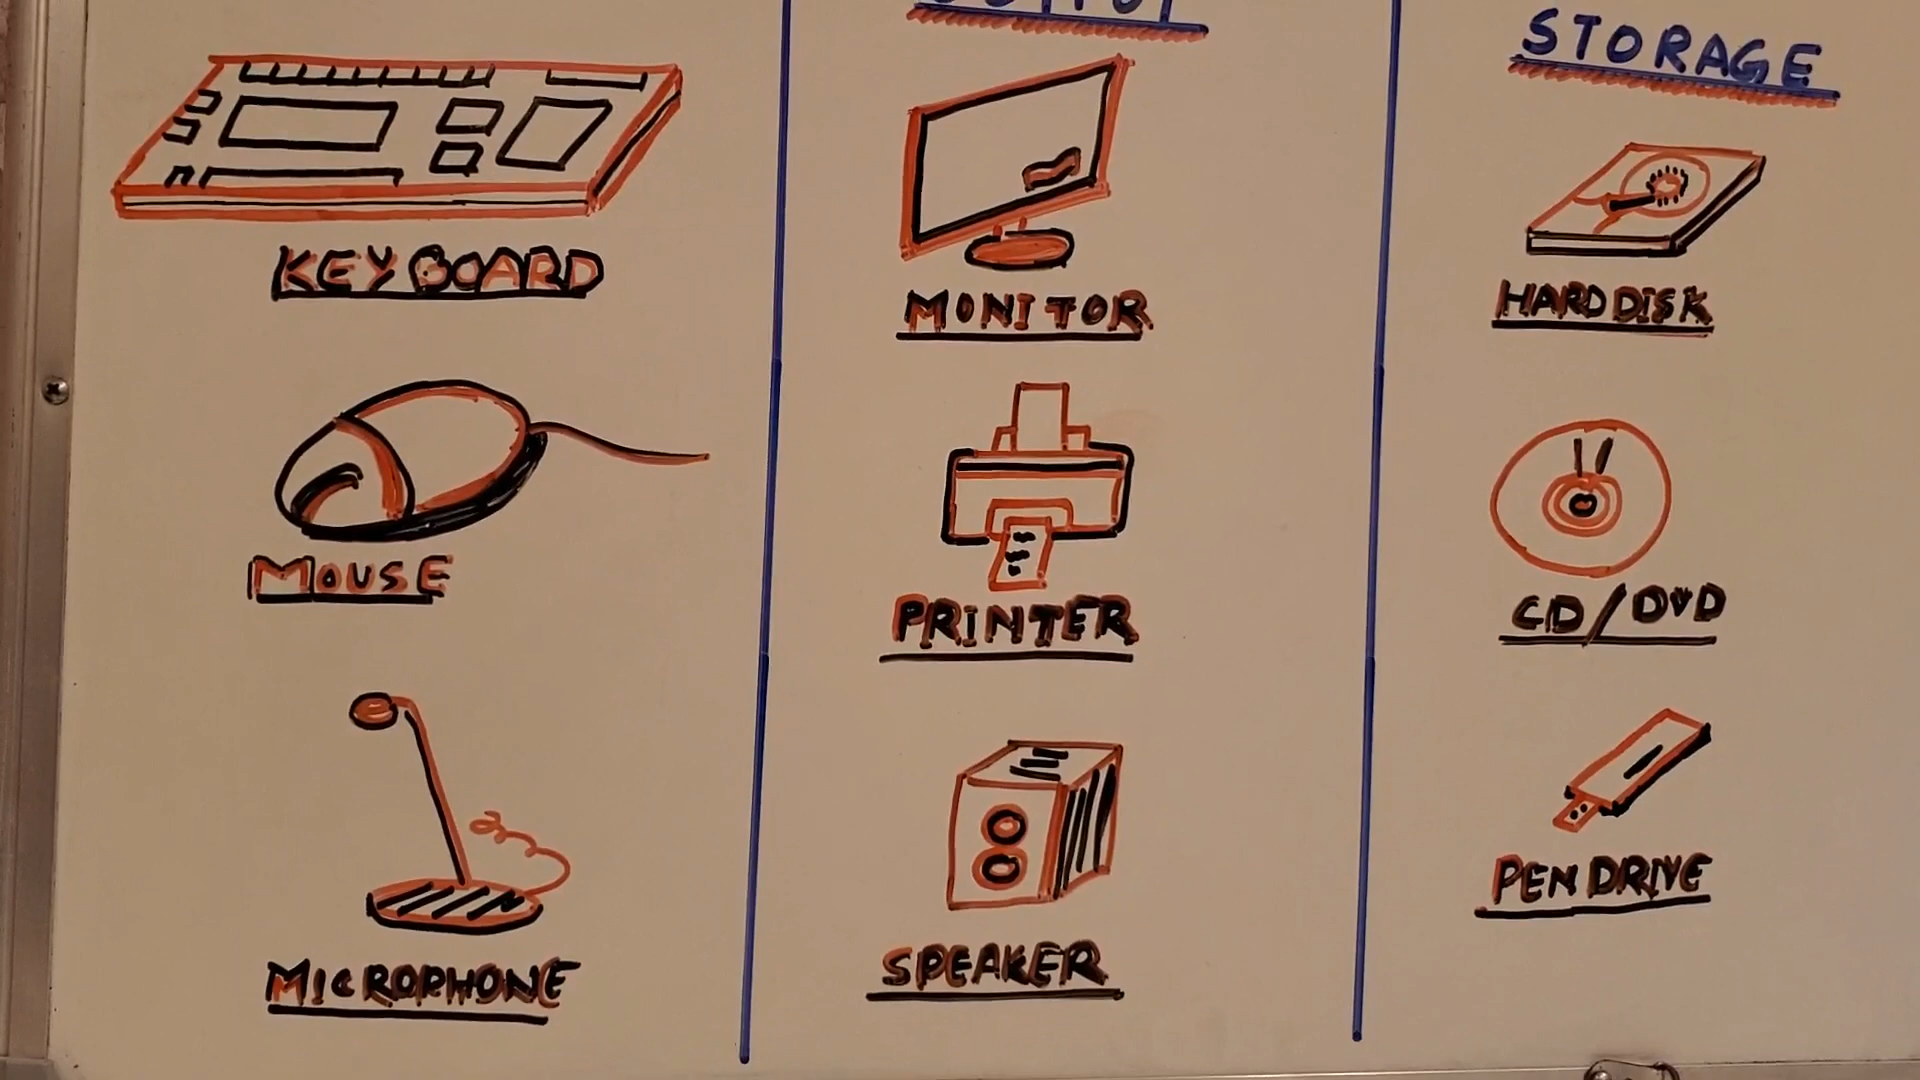 STORAGE
KEYBOARD
MONITOR
HARD DISK
MOUSE
PRINTER
CD/DVD
MICROPHONE
SPEAKER
PEN DRIVE